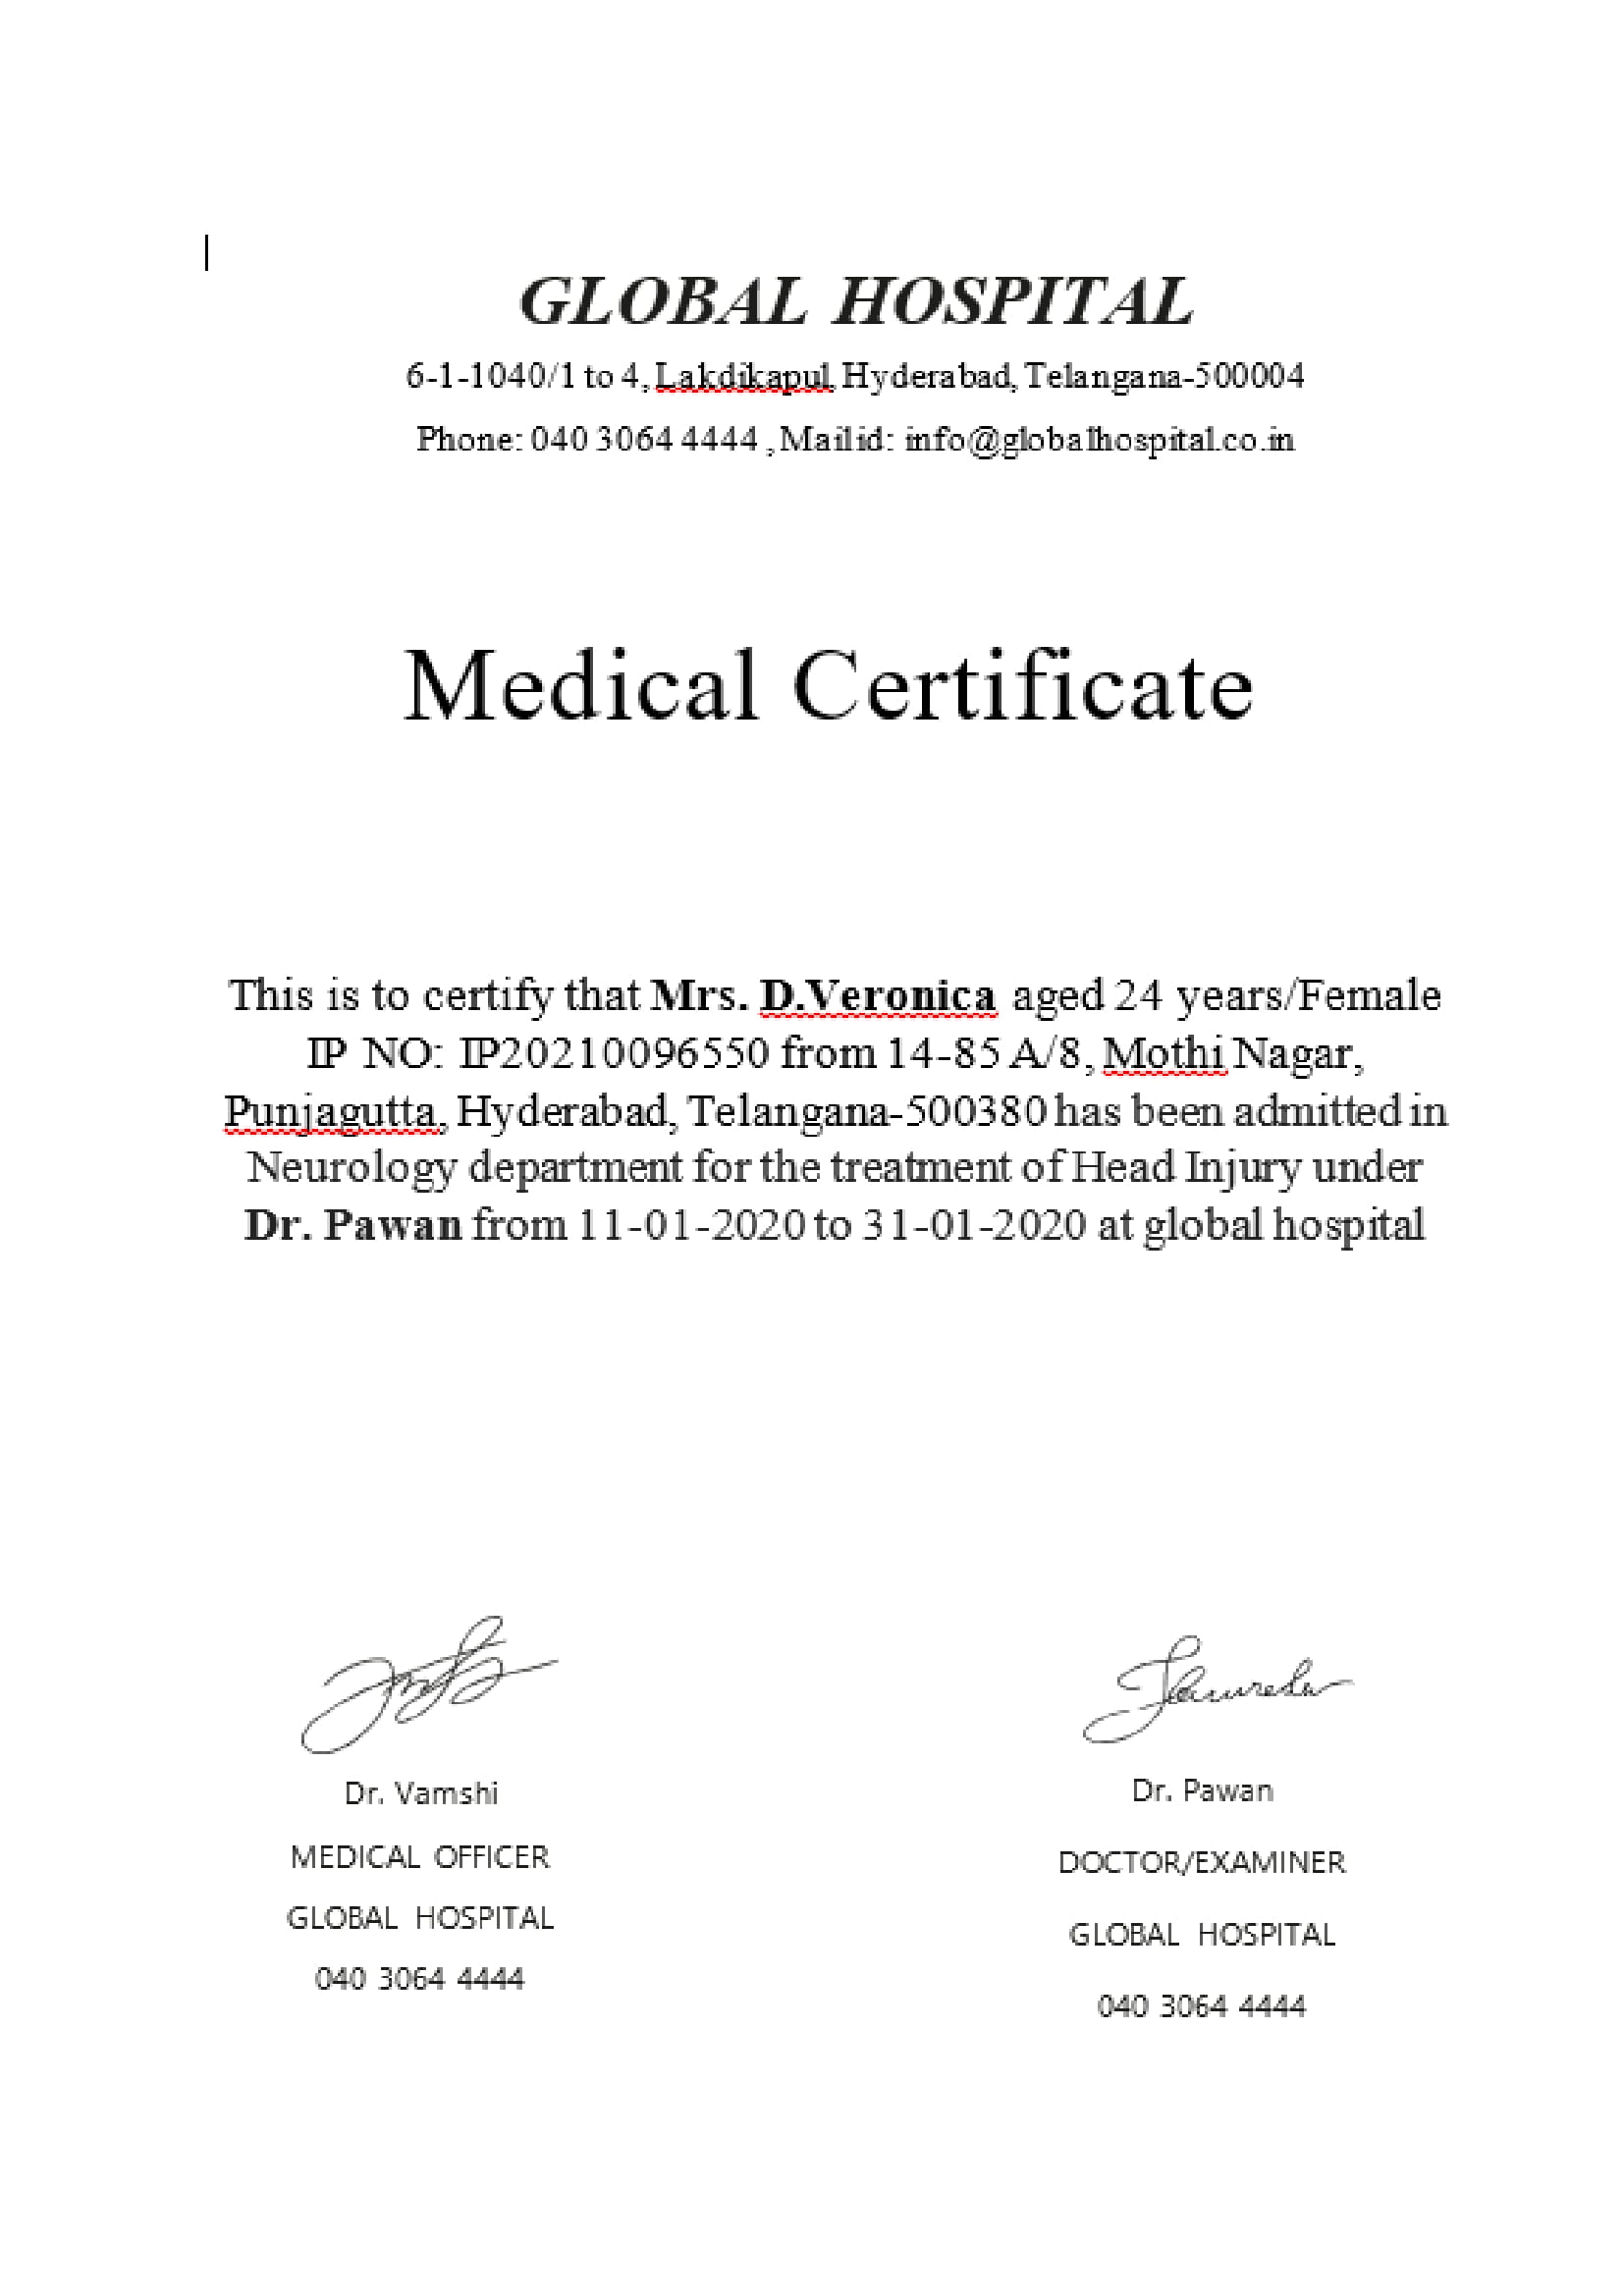 GLOBAL HOSPITAL
6-1-1040/1 to 4, Lakdikapul, Hyderabad, Telangana-500004
Phone: 040 3064 4444 , Mail id: info@globalhospital.co.in
Medical Certificate
This is to certify that Mrs. D.Veronica aged 24 years/Female
IP NO: IP20210096550 from 14-85 A/8, Mothi Nagar,
Punjagutta, Hyderabad, Telangana-500380 has been admitted in
Neurology department for the treatment of Head Injury under
Dr. Pawan from 11-01-2020 to 31-01-2020 at global hospital
Dr. Vamshi
MEDICAL OFFICER
GLOBAL HOSPITAL
040 3064 4444
Dr. Pawan
DOCTOR/EXAMINER
GLOBAL HOSPITAL
040 3064 4444